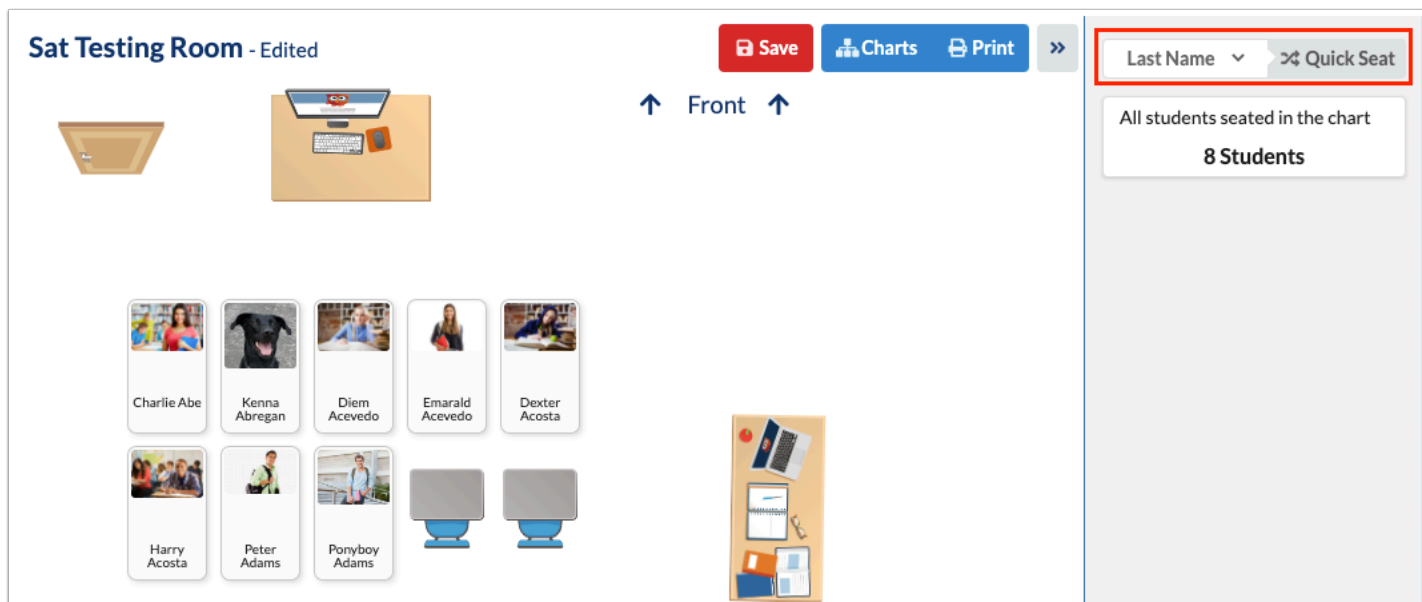 Sat Testing Room - Edited
Save
Charts
Print
»
Last Name
Quick Seat
Front
All students seated in the chart
8 Students
Charlie Abe
Kenna
Abregan
Diem
Acevedo
Emarald
Acevedo
Dexter
Acosta
Harry
Acosta
Peter
Adams
Ponyboy
Adams